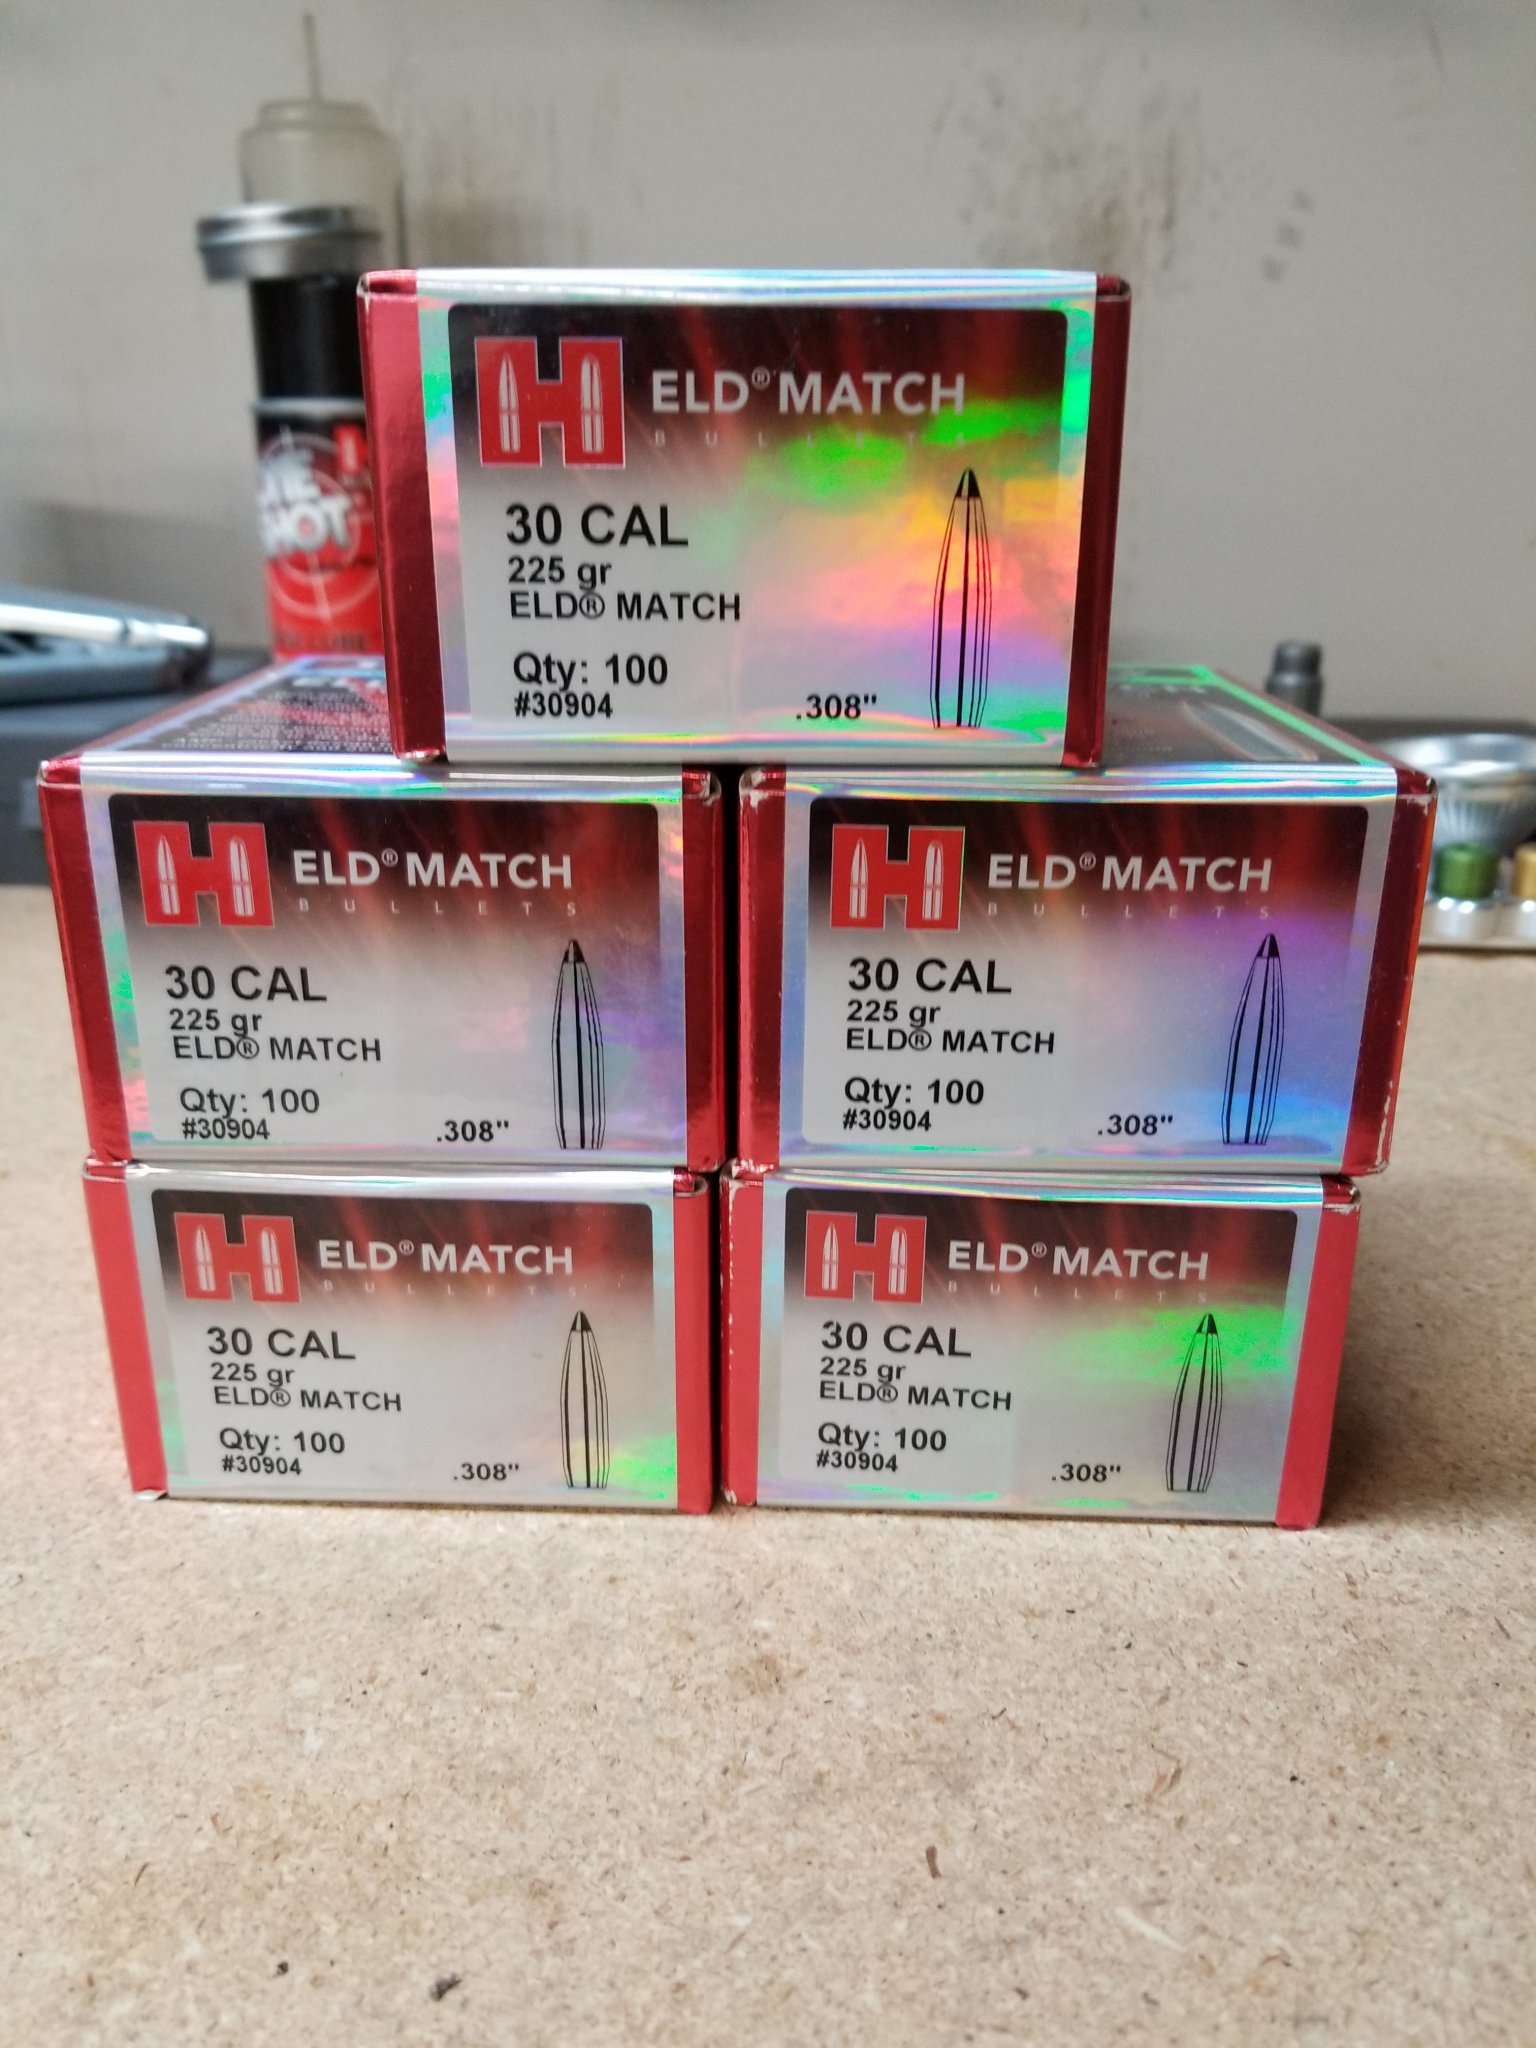 ELD® MATCH
BULLETS
30 CAL
225 gr
ELD® MATCH
Qty: 100
#30904
.308"
SHOT
ELD® MATCH
BULLETS
30 CAL
225 gr
ELD® MATCH
Qty: 100
#30904
.308"
ELD® MATCH
BULLETS
30 CAL
225 gr
ELD® MATCH
Qty: 100
#30904
.308"
ELD® MATCH
BULLETS
30 CAL
225 gr
ELD® MATCH
Qty: 100
#30904
.308"
ELD® MATCH
BULLETS
30 CAL
225 gr
ELD® MATCH
Qty: 100
#30904
.308"